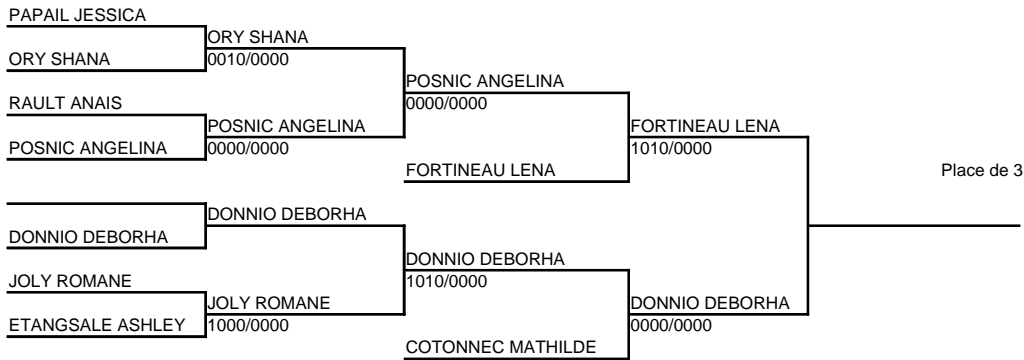 PAPAIL JESSICA
ORY SHANA
ORY SHANA
0010/0000
POSNIC ANGELINA
0000/0000
RAULT ANAIS
POSNIC ANGELINA
0000/0000
FORTINEAU LENA
1010/0000
POSNIC ANGELINA
FORTINEAU LENA
Place de 3
DONNIO DEBORHA
DONNIO DEBORHA
DONNIO DEBORHA
1010/0000
JOLY ROMANE
JOLY ROMANE
1000/0000
DONNIO DEBORHA
0000/0000
ETANGSALE ASHLEY
COTONNEC MATHILDE